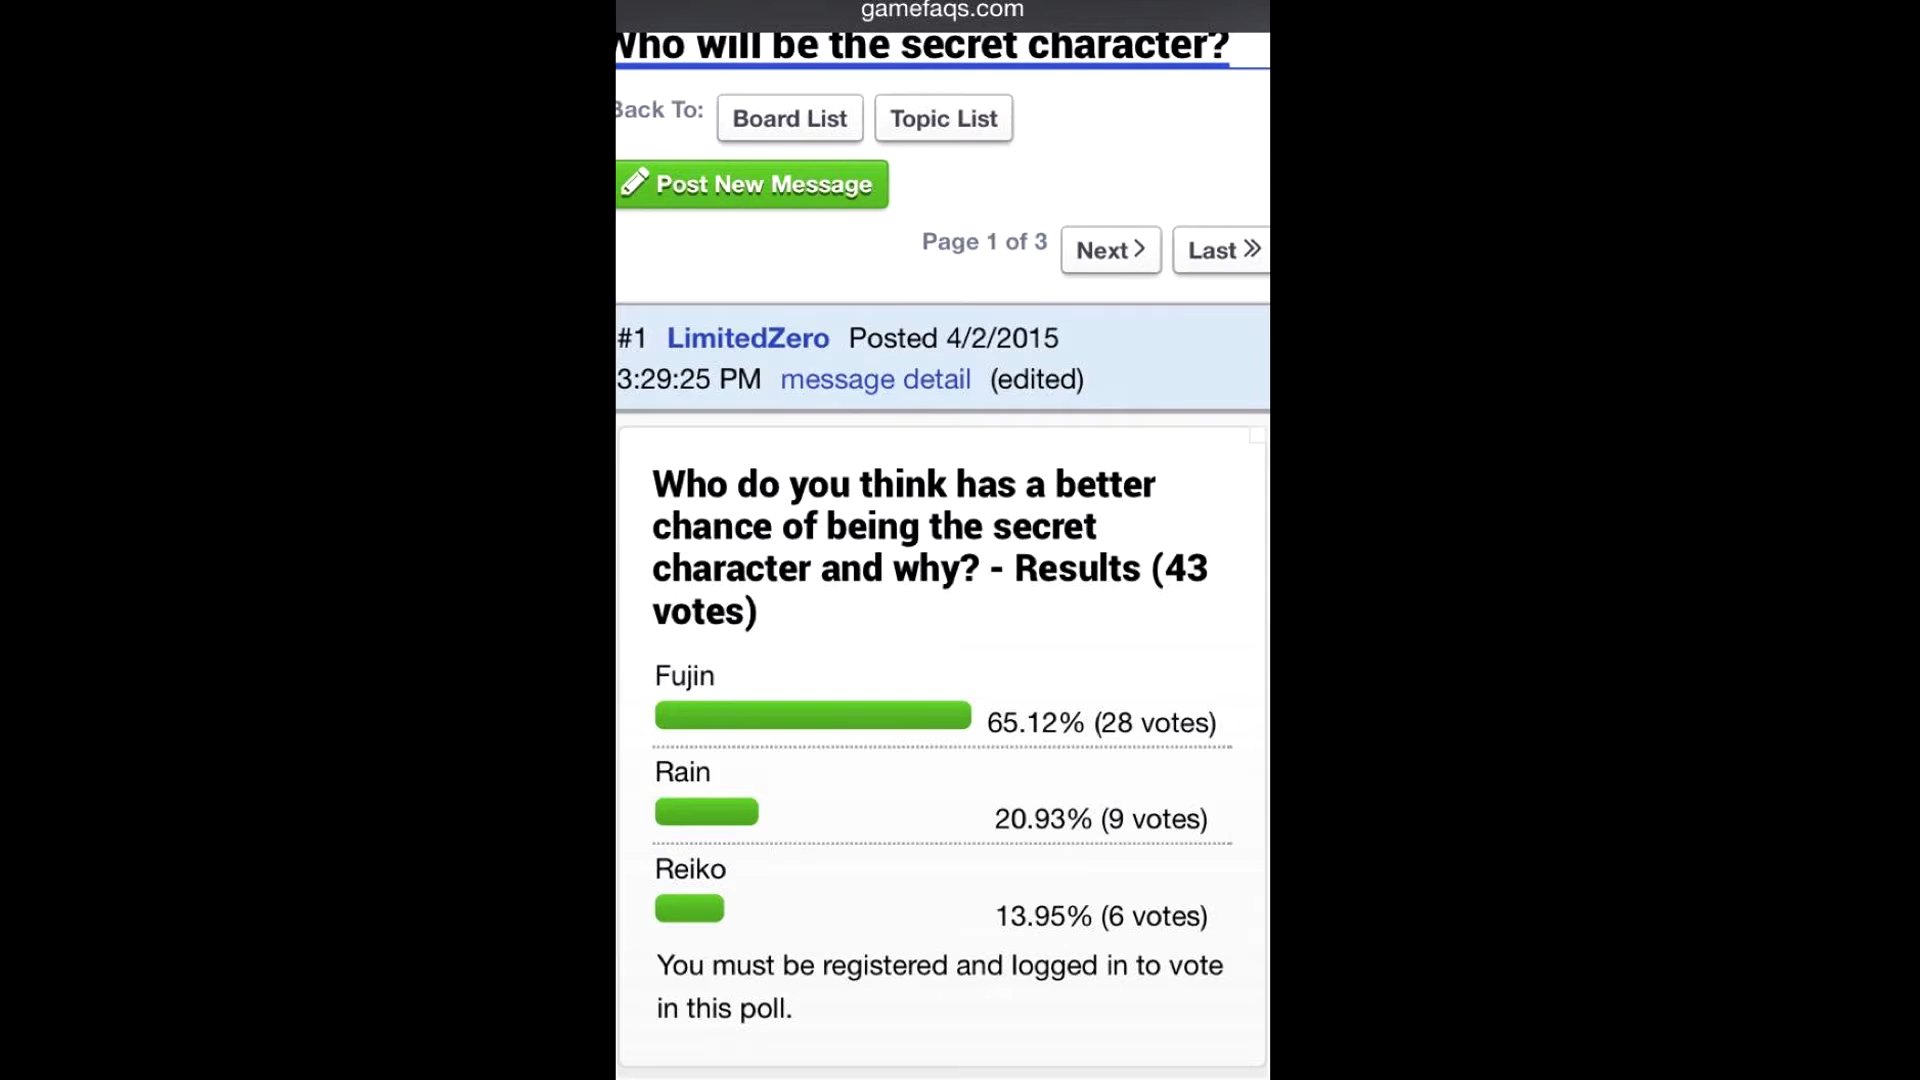 gamefaqs.com
Who will be the secret character?
Back To: Board List Topic List
Post New Message
Page 1 of 3 Next Last
#1 LimitedZero Posted 4/2/2015
3:29:25 PM message detail (edited)
Who do you think has a better
chance of being the secret
character and why? - Results (43
votes)
Fujin
65.12% (28 votes)
Rain
20.93% (9 votes)
Reiko
13.95% (6 votes)
You must be registered and logged in to vote
in this poll.